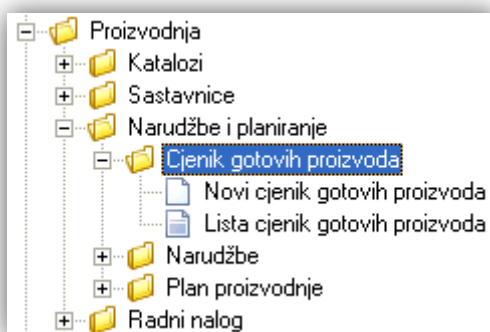 Proizvodnja
Katalozi
Sastavnice
Narudžbe i planiranje
Cjenik gotovih proizvoda
Novi cjenik gotovih proizvoda
Lista cjenik gotovih proizvoda
Narudžbe
Plan proizvodnje
Radni nalog